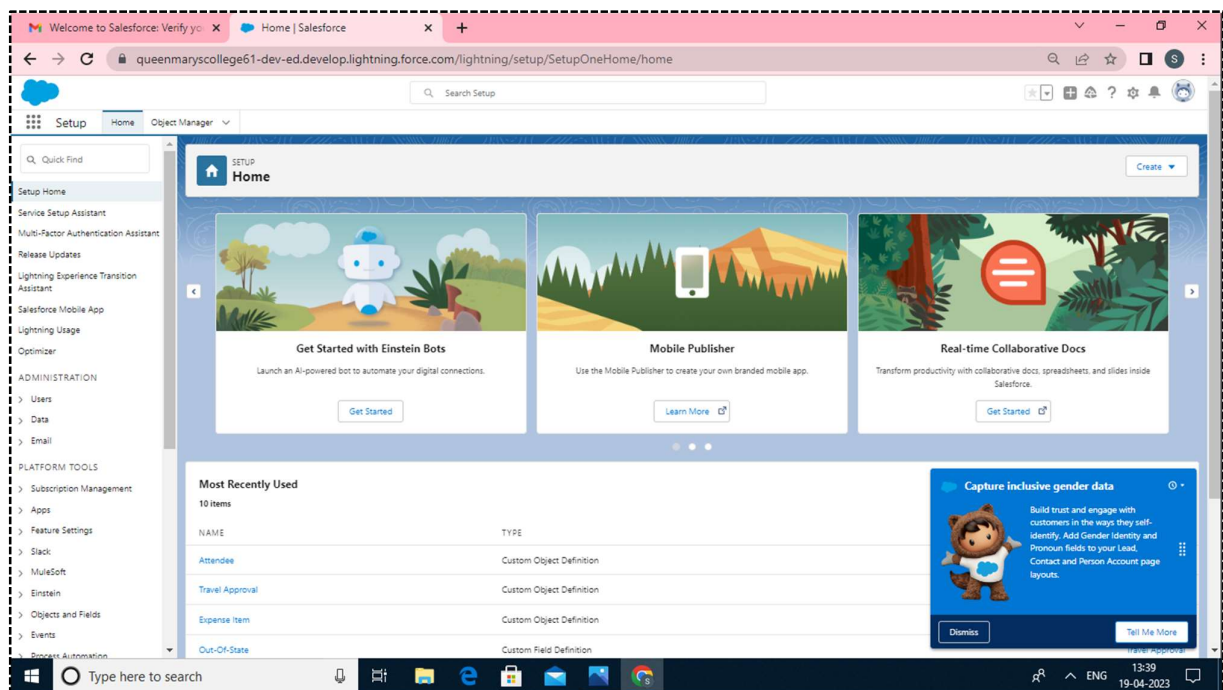 Welcome to Salesforce: Verify yo
Home | Salesforce
queenmaryscollege61-dev-ed.develop.lightning.force.com/lightning/setup/SetupOneHome/home
S
Search Setup
Setup
Home
Object Manager
Quick Find
Setup Home
Service Setup Assistant
Multi-Factor Authentication Assistant
Release Updates
Lightning Experience Transition
Assistant
Salesforce Mobile App
Lightning Usage
Optimizer
ADMINISTRATION
Users
Data
Email
PLATFORM TOOLS
Subscription Management
Apps
Feature Settings
Slack
MuleSoft
Einstein
Objects and Fields
Events
Process Automation
SETUP
Home
Create
Get Started with Einstein Bots
Launch an AI-powered bot to automate your digital connections.
Get Started
Mobile Publisher
Use the Mobile Publisher to create your own branded mobile app.
Learn More
Real-time Collaborative Docs
Transform productivity with collaborative docs, spreadsheets, and slides inside
Salesforce.
Get Started
Most Recently Used
10 items
NAME TYPE
Attendee Custom Object Definition
Travel Approval Custom Object Definition
Expense Item Custom Object Definition
Out-Of-State Custom Field Definition Travel Approval
Capture inclusive gender data
Build trust and engage with
customers in the ways they self-
identify. Add Gender Identity and
Pronoun fields to your Lead,
Contact and Person Account page
layouts.
Dismiss
Tell Me More
Type here to search
ENG
13:39
19-04-2023